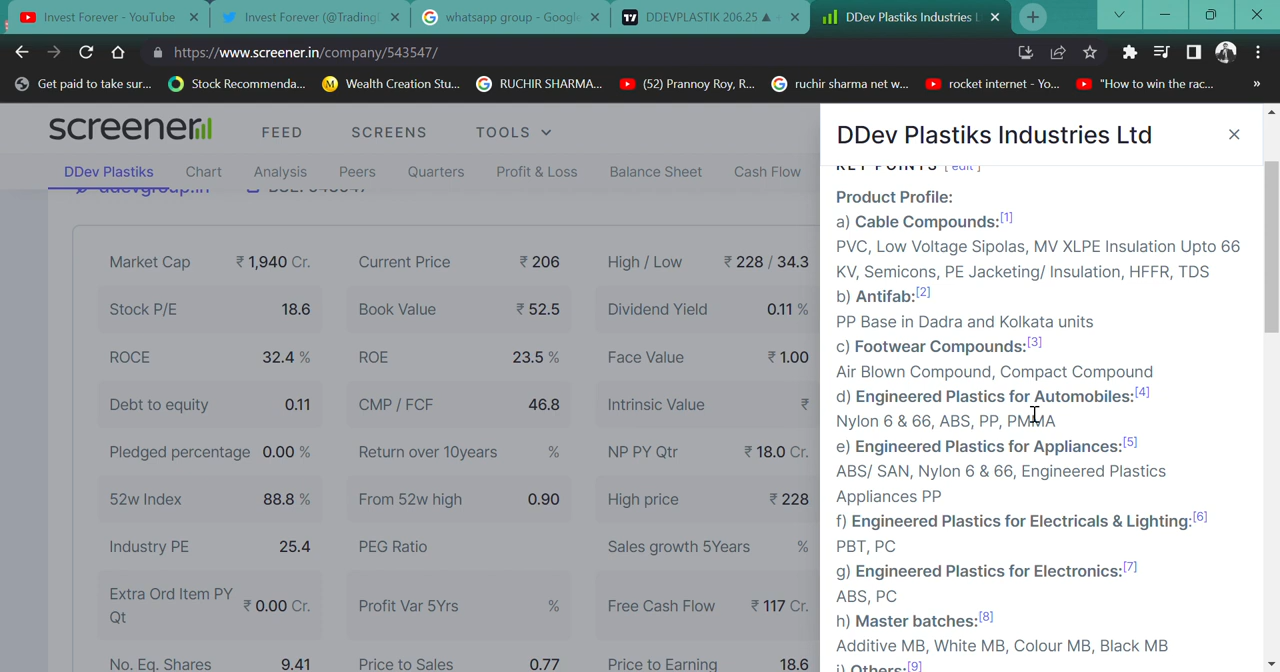 Invest Forever - YouTube
Invest Forever (@Trading
whatsapp group - Google
DDEVPLASTIK 206.25 ▲
DDev Plastiks Industries L
https://www.screener.in/company/543547/
Get paid to take sur...
Stock Recommenda...
Wealth Creation Stu...
RUCHIR SHARMA...
(52) Prannoy Roy, R...
ruchir sharma net w...
rocket internet - Yo...
"How to win the rac...
»
screener
FEED
SCREENS
TOOLS
DDev Plastiks
Chart
Analysis
Peers
Quarters
Profit & Loss
Balance Sheet
Cash Flow
ddevgroup.in
BSE: 543547
Market Cap ₹ 1,940 Cr.
Current Price ₹ 206
High / Low ₹ 228 / 34.3
Stock P/E 18.6
Book Value ₹ 52.5
Dividend Yield 0.11 %
ROCE 32.4 %
ROE 23.5 %
Face Value ₹ 1.00
Debt to equity 0.11
CMP / FCF 46.8
Intrinsic Value ₹
Pledged percentage 0.00 %
Return over 10years %
NP PY Qtr ₹ 18.0 Cr.
52w Index 88.8 %
From 52w high 0.90
High price ₹ 228
Industry PE 25.4
PEG Ratio
Sales growth 5Years %
Extra Ord Item PY
Qt ₹ 0.00 Cr.
Profit Var 5Yrs %
Free Cash Flow ₹ 117 Cr.
No. Eq. Shares 9.41
Price to Sales 0.77
Price to Earning 18.6
DDev Plastiks Industries Ltd
KEY POINTS [ edit ]
Product Profile:
a) Cable Compounds:[1]
PVC, Low Voltage Sipolas, MV XLPE Insulation Upto 66
KV, Semicons, PE Jacketing/ Insulation, HFFR, TDS
b) Antifab:[2]
PP Base in Dadra and Kolkata units
c) Footwear Compounds:[3]
Air Blown Compound, Compact Compound
d) Engineered Plastics for Automobiles:[4]
Nylon 6 & 66, ABS, PP, PMMA
e) Engineered Plastics for Appliances:[5]
ABS/ SAN, Nylon 6 & 66, Engineered Plastics
Appliances PP
f) Engineered Plastics for Electricals & Lighting:[6]
PBT, PC
g) Engineered Plastics for Electronics:[7]
ABS, PC
h) Master batches:[8]
Additive MB, White MB, Colour MB, Black MB
i) Others:[9]